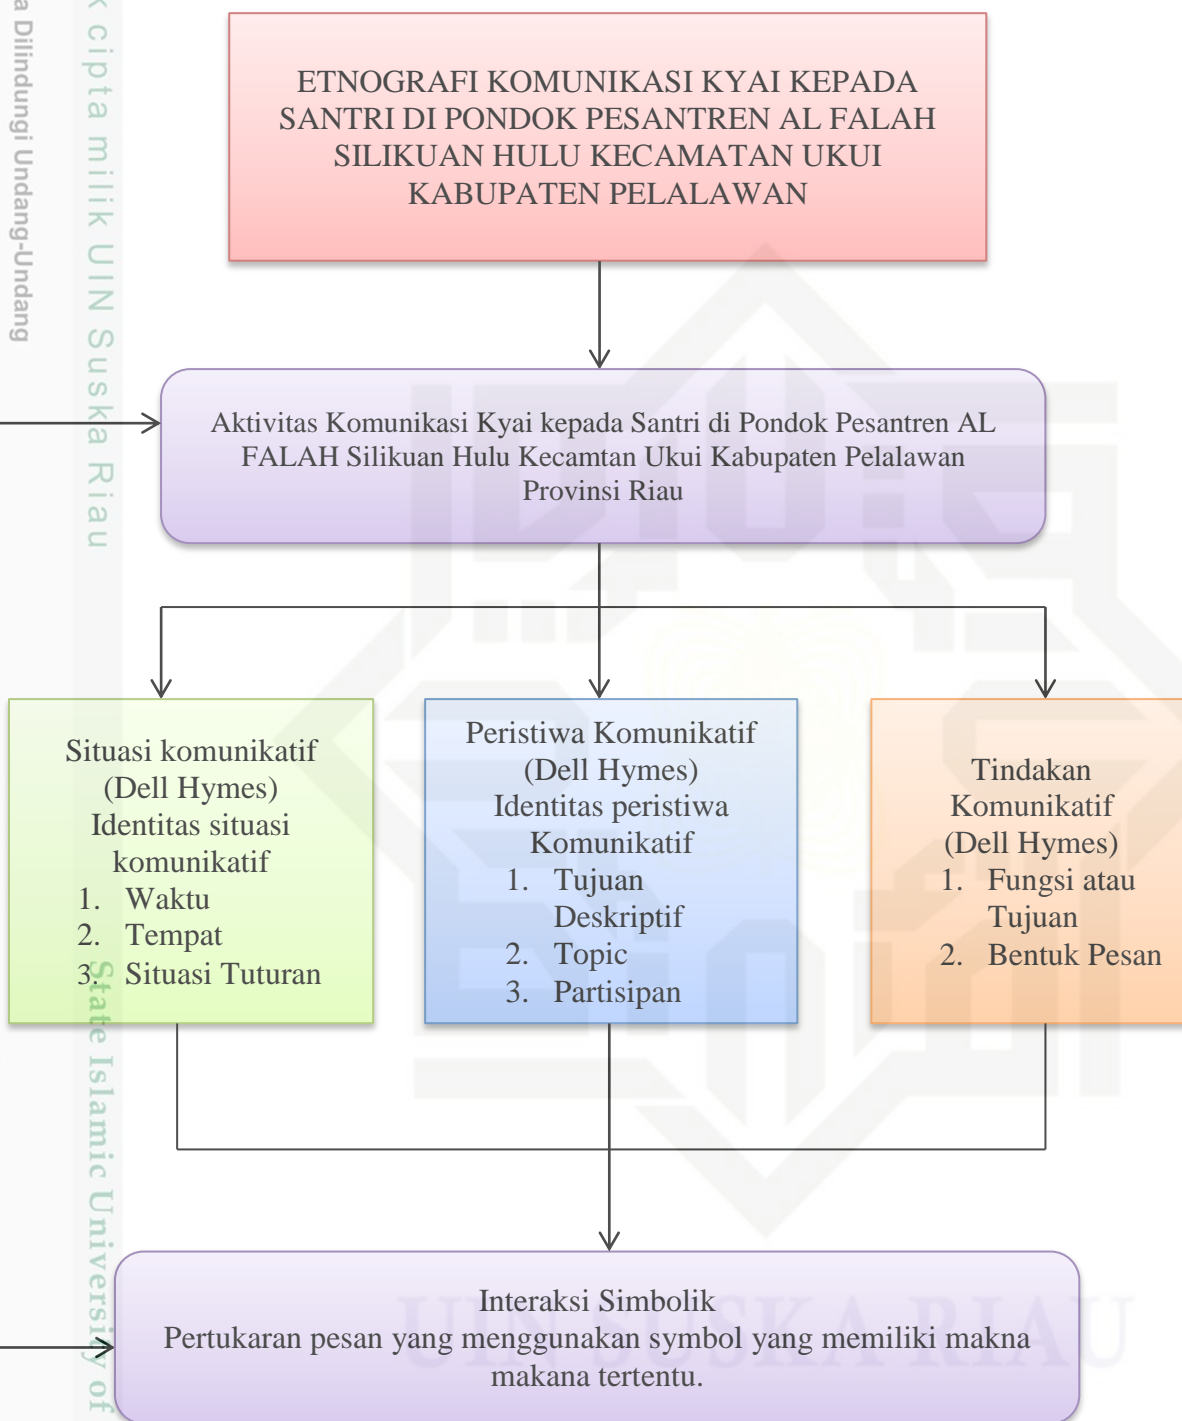 ETNOGRAFI KOMUNIKASI KYAI KEPADA
SANTRI DI PONDOK PESANTREN AL FALAH
SILIKUAN HULU KECAMATAN UKUI
KABUPATEN PELALAWAN
Aktivitas Komunikasi Kyai kepada Santri di Pondok Pesantren AL
FALAH Silikuan Hulu Kecamtan Ukui Kabupaten Pelalawan
Provinsi Riau
Situasi komunikatif
(Dell Hymes)
Identitas situasi
komunikatif
1. Waktu
2. Tempat
3. Situasi Tuturan
Peristiwa Komunikatif
(Dell Hymes)
Identitas peristiwa
Komunikatif
1. Tujuan
Deskriptif
2. Topic
3. Partisipan
Tindakan
Komunikatif
(Dell Hymes)
1. Fungsi atau
Tujuan
2. Bentuk Pesan
Interaksi Simbolik
Pertukaran pesan yang menggunakan symbol yang memiliki makna
makana tertentu.
UIN SUSKA RIAU
Dilindungi Undang-Undang
cipta milik UIN Suska Riau
State Islamic University of